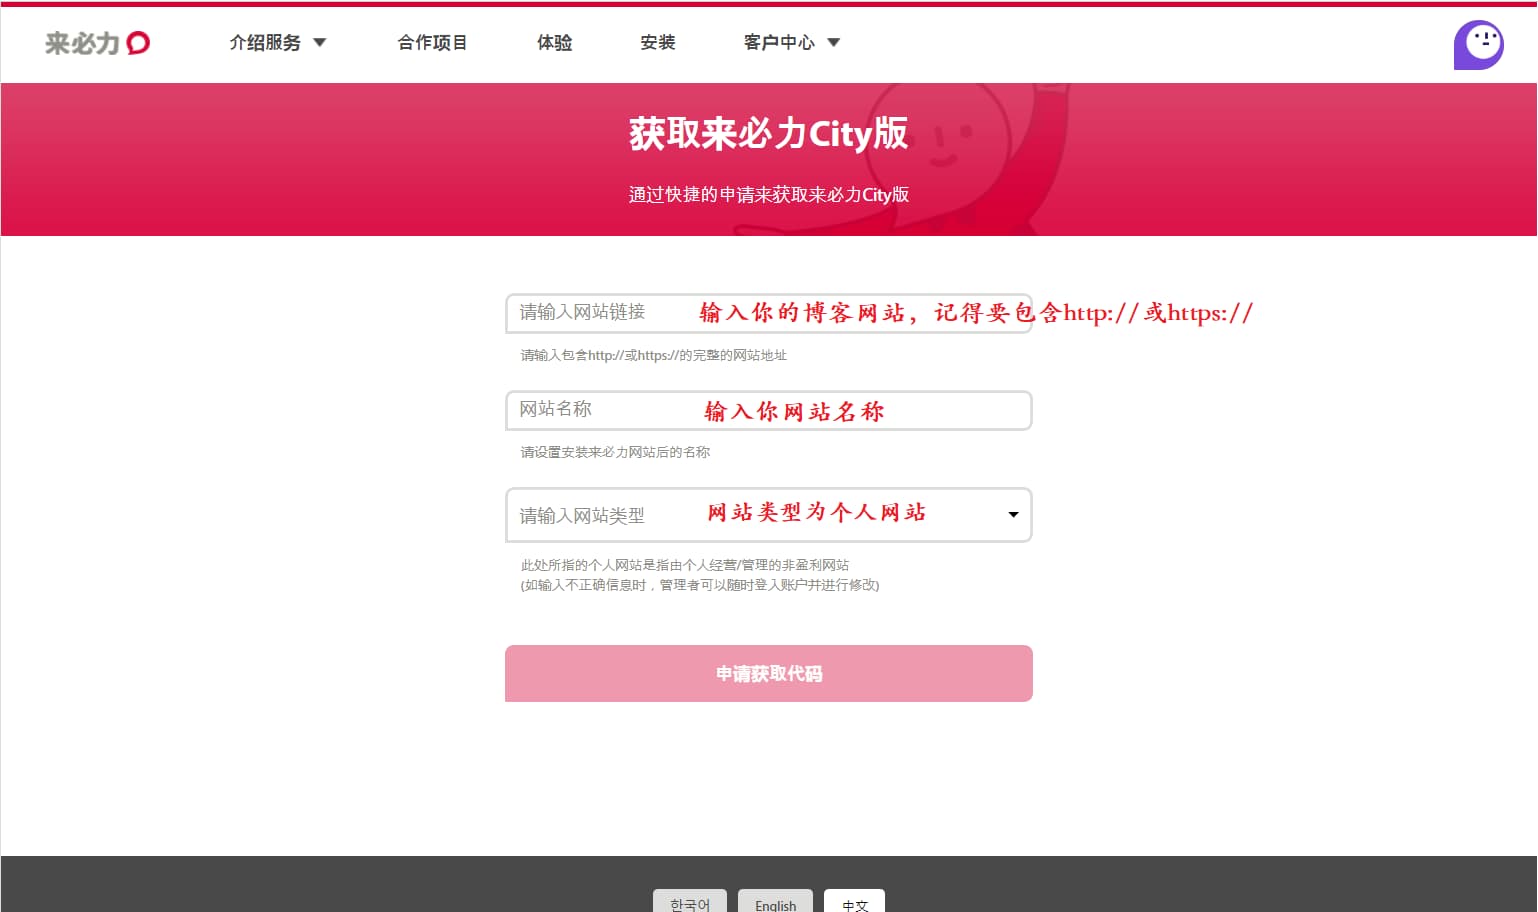 来必力
介绍服务 合作项目 体验 安装 客户中心
获取来必力City版
通过快捷的申请来获取来必力City版
请输入网站链接 输入你的博客网站，记得要包含http://或https://
请输入包含http://或https://的完整的网站地址
网站名称 输入你网站名称
请设置安装来必力网站后的名称
请输入网站类型 网站类型为个人网站
此处所指的个人网站是指由个人经营/管理的非盈利网站
(如输入不正确信息时，管理者可以随时登入账户并进行修改)
申请获取代码
한국어 English 中文